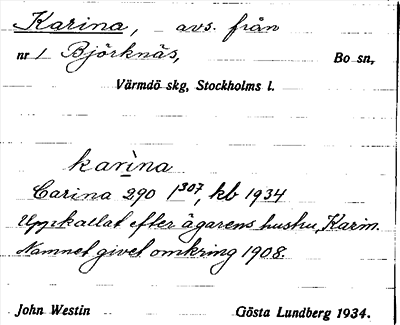 Karina, avs. från
nr 1 Björknäs, Bo sn,
Värmdö skg, Stockholms l.
karina
Carina 290 1307, kb 1934
Uppkallat efter ägarens hustru, Karin.
Namnet givet omkring 1908.
John Westin Gösta Lundberg 1934.